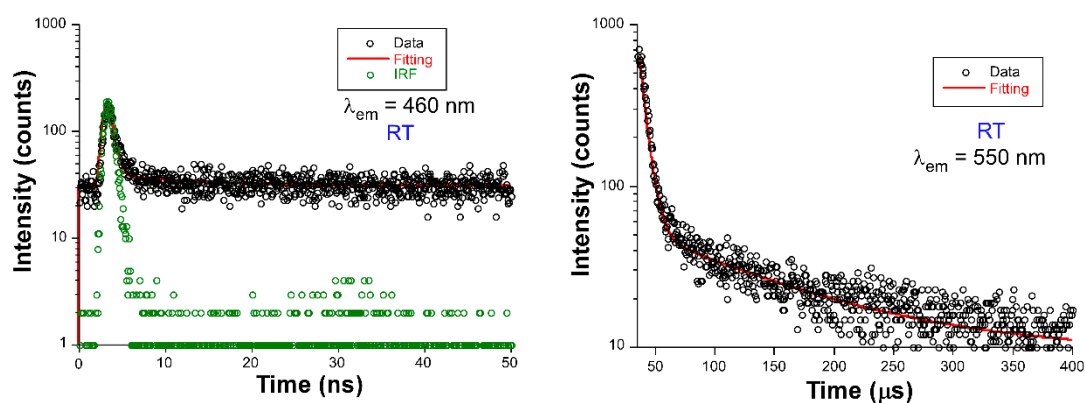 1000
100
10
1
Intensity (counts)
0
10
20
30
40
50
Time (ns)
Data
Fitting
IRF
λem = 460 nm
RT
1000
100
10
Intensity (counts)
50
100
150
200
250
300
350
400
Time (μs)
Data
Fitting
RT
λem = 550 nm